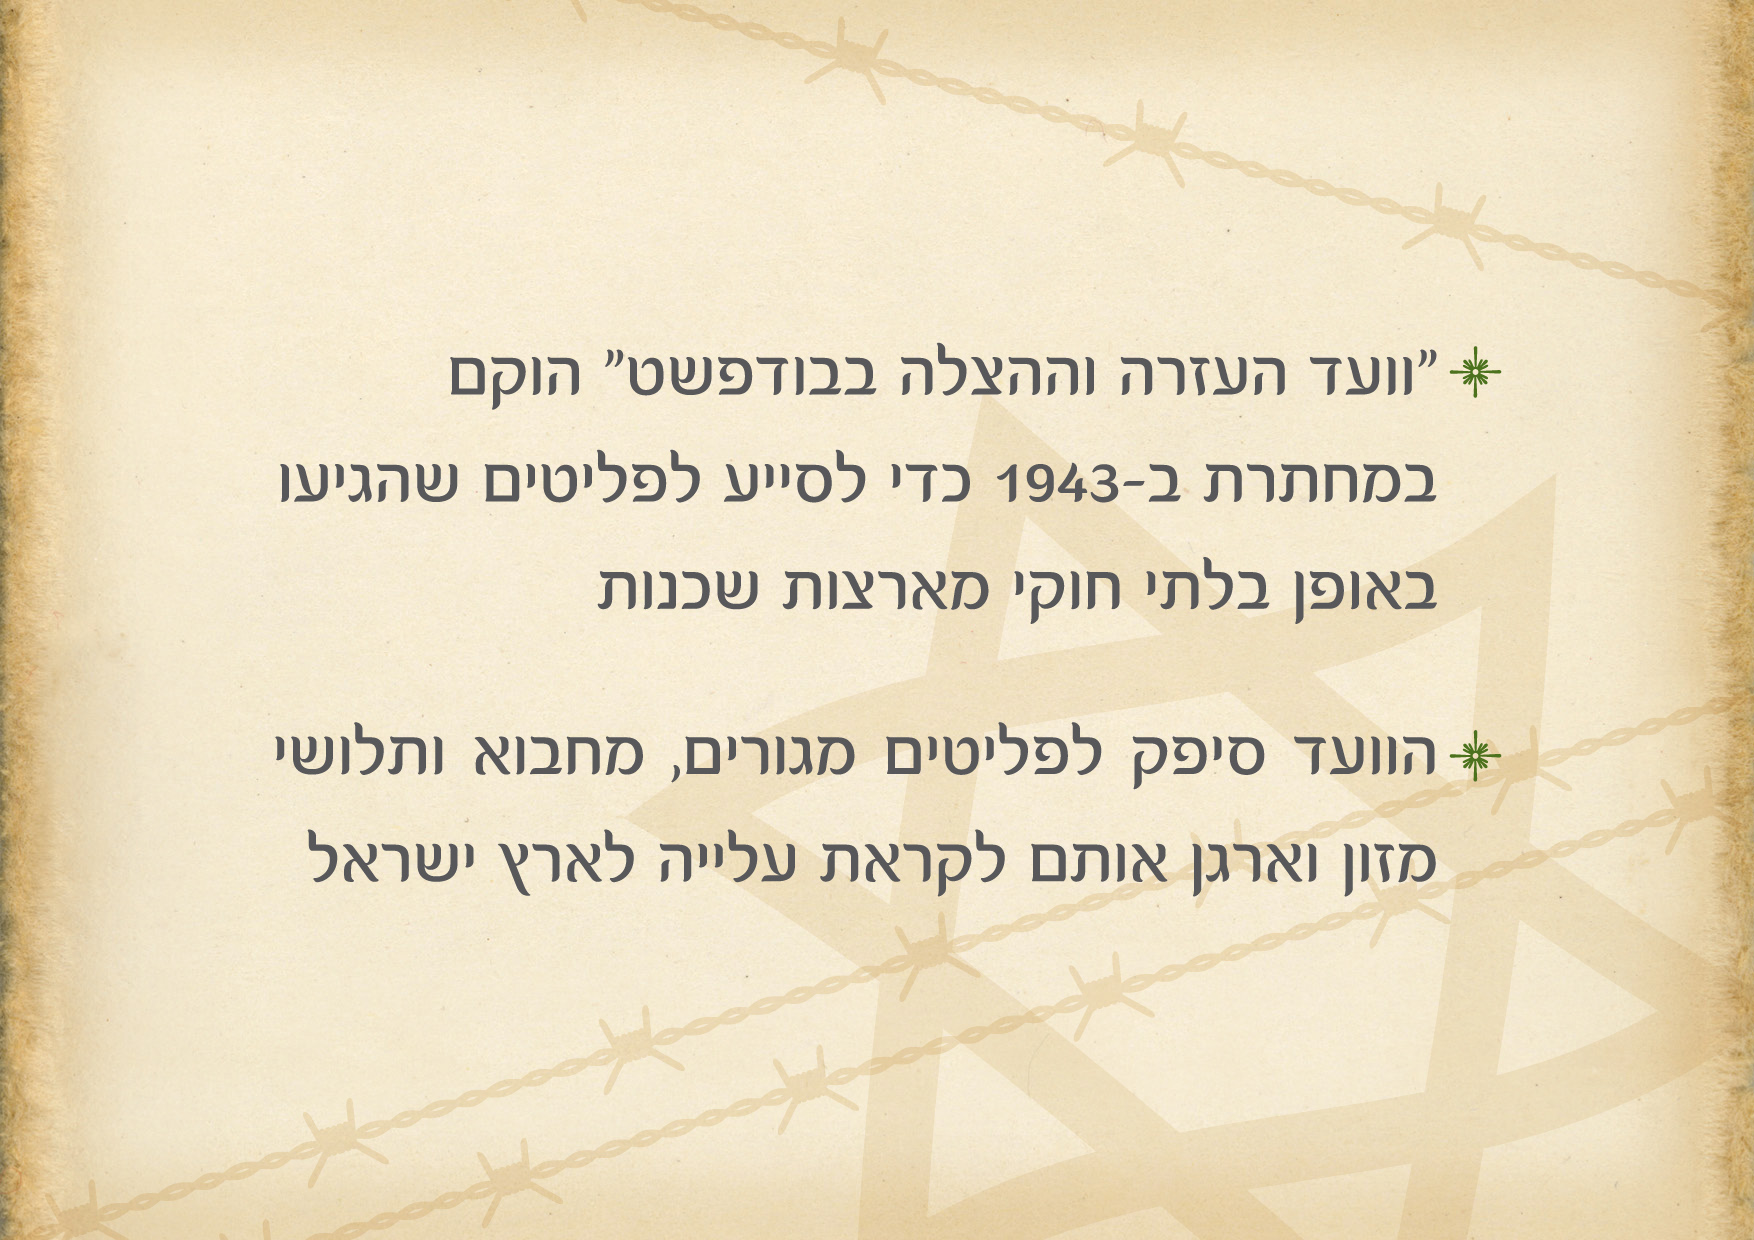 "וועד העזרה וההצלה בבודפשט" הוקם
במחתרת ב-1943 כדי לסייע לפליטים שהגיעו
באופן בלתי חוקי מארצות שכנות
הוועד סיפק לפליטים מגורים, מחבוא ותלושי
מזון וארגן אותם לקראת עלייה לארץ ישראל